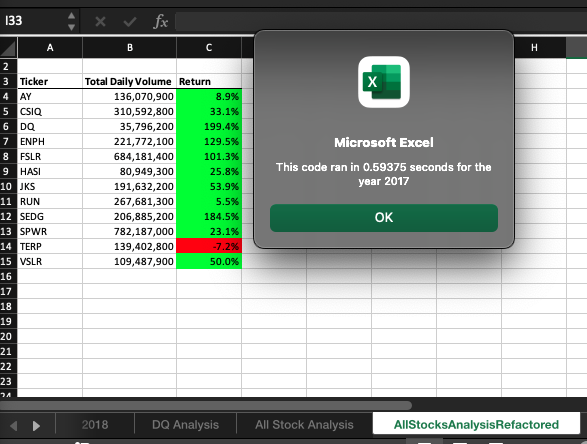 I33 fx
A B C H
2
3 Ticker Total Daily Volume Return
4 AY 136,070,900 8.9%
5 CSIQ 310,592,800 33.1%
6 DQ 35,796,200 199.4%
7 ENPH 221,772,100 129.5%
8 FSLR 684,181,400 101.3%
9 HASI 80,949,300 25.8%
10 JKS 191,632,200 53.9%
11 RUN 267,681,300 5.5%
12 SEDG 206,885,200 184.5%
13 SPWR 782,187,000 23.1%
14 TERP 139,402,800 -7.2%
15 VSLR 109,487,900 50.0%
16
17
18
19
20
21
22
23
24
X
Microsoft Excel
This code ran in 0.59375 seconds for the
year 2017
OK
2018 DQ Analysis All Stock Analysis AllStocksAnalysisRefactored